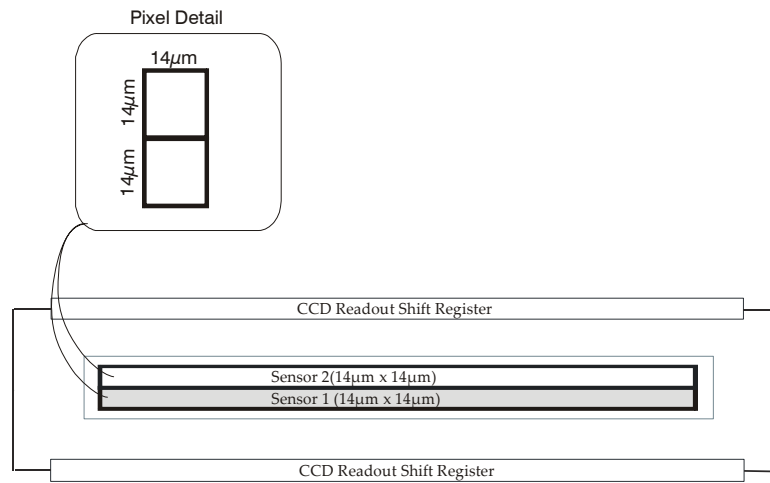 Pixel Detail
14µm
14µm
14µm
CCD Readout Shift Register
Sensor 2(14µm x 14µm)
Sensor 1 (14µm x 14µm)
CCD Readout Shift Register